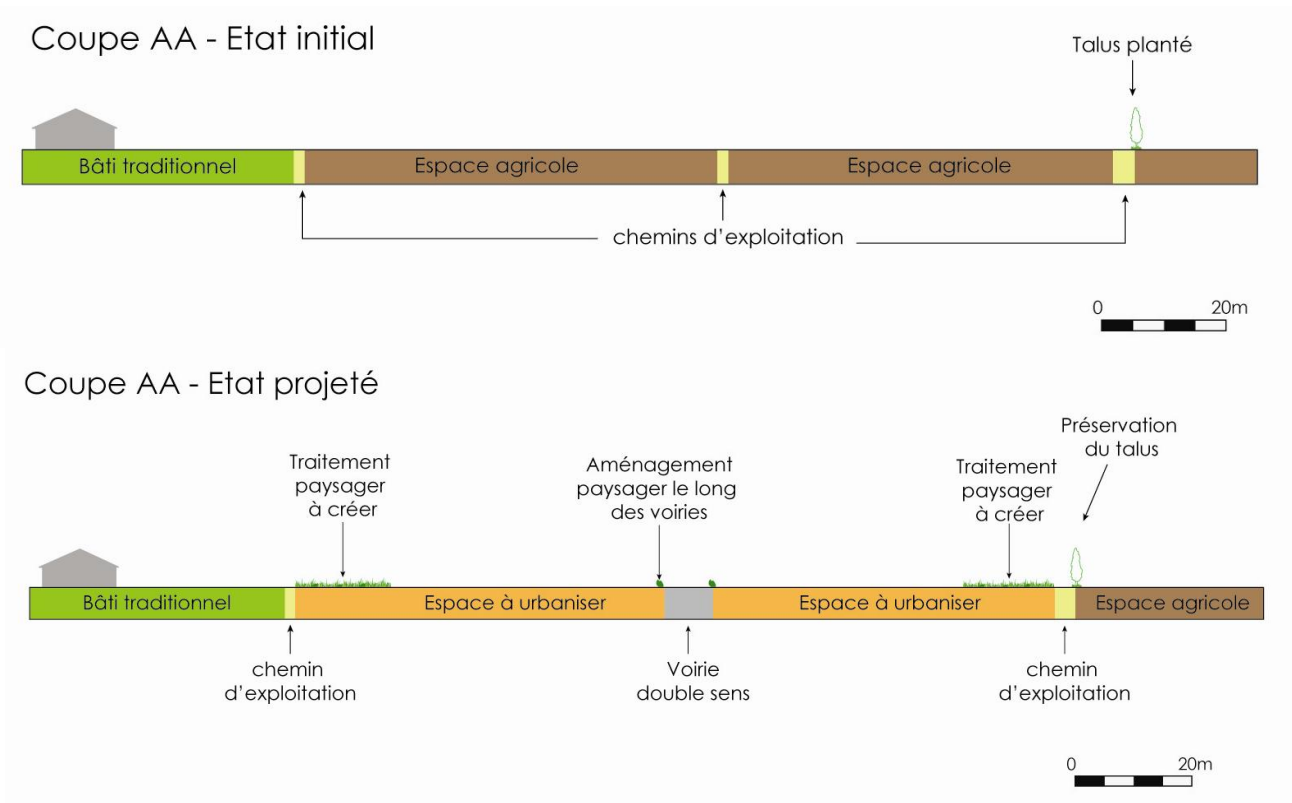 Coupe AA - Etat initial
Talus planté
Bâti traditionnel
Espace agricole
Espace agricole
chemins d'exploitation
0
20m
Coupe AA - Etat projeté
Traitement
paysager
à créer
Aménagement
paysager le long
des voiries
Traitement
paysager
à créer
Préservation
du talus
Bâti traditionnel
Espace à urbaniser
Espace à urbaniser
Espace agricole
chemin
d'exploitation
Voirie
double sens
chemin
d'exploitation
0
20m